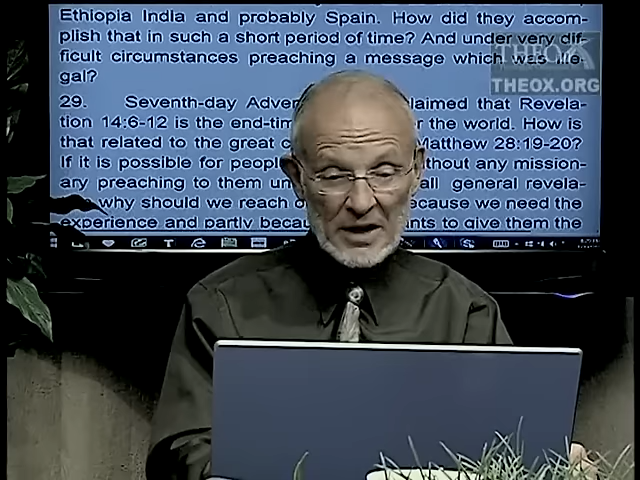 Ethiopia India and probably Spain. How did they accom-
plish that in such a short period of time? And under very dif-
ficult circumstances preaching a message which was ille-
gal?
THEOX
THEOX.ORG
29. Seventh-day Adven laimed that Revela-
tion 14:6-12 is the end-tim r the world. How is
that related to the great c Matthew 28:19-20?
If it is possible for peopl thout any mission-
ary preaching to them un all general revela-
why should we reach o ecause we need the
experience and partly becau nts to give them the